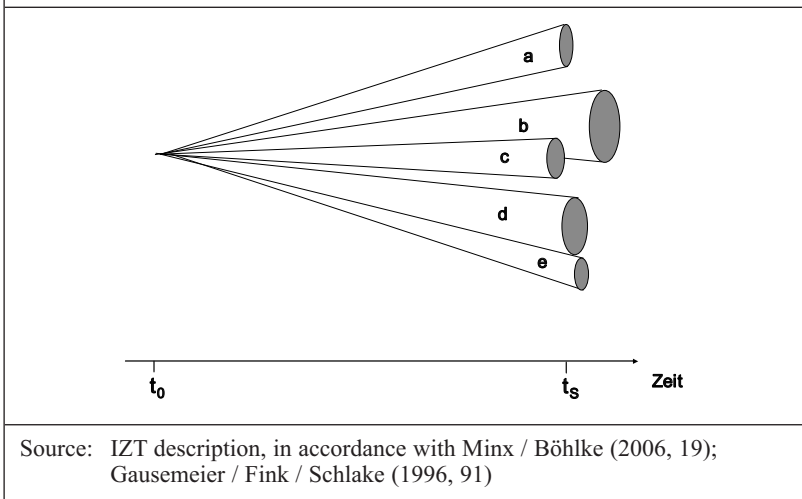 a
b
c
d
e
t0
tS
Zeit
Source: IZT description, in accordance with Minx / Böhlke (2006, 19);
Gausemeier / Fink / Schlake (1996, 91)